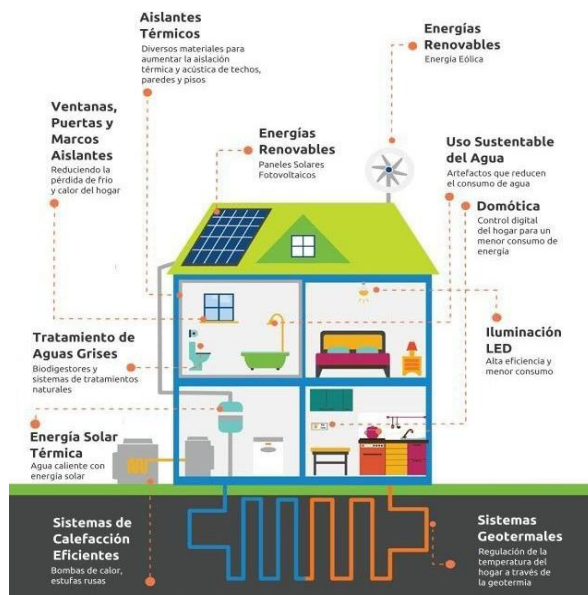 Aislantes
Térmicos
Diversos materiales para
aumentar la aislación
térmica y acústica de techos,
paredes y pisos
Energías
Renovables
Energía Eólica
Ventanas,
Puertas y
Marcos
Aislantes
Reduciendo la
pérdida de frío
y calor del hogar
Energías
Renovables
Paneles Solares
Fotovoltaicos
Uso Sustentable
del Agua
Artefactos que reducen
el consumo de agua
Domótica
Control digital
del hogar para un
menor consumo de
energía
Tratamiento de
Aguas Grises
Biodigestores y
sistemas de tratamientos
naturales
Iluminación
LED
Alta eficiencia y
menor consumo
Energía Solar
Térmica
Agua caliente con
energía solar
Sistemas de
Calefacción
Eficientes
Bombas de calor,
estufas rusas
Sistemas
Geotermales
Regulación de la
temperatura del
hogar a través de
la geotermia